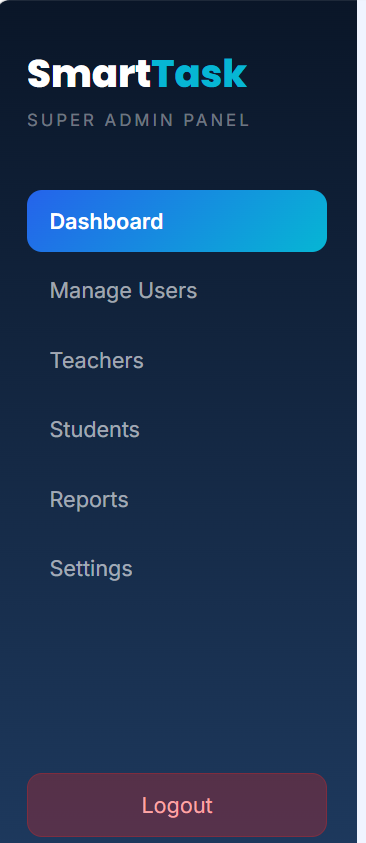 SmartTask
SUPER ADMIN PANEL
Dashboard
Manage Users
Teachers
Students
Reports
Settings
Logout